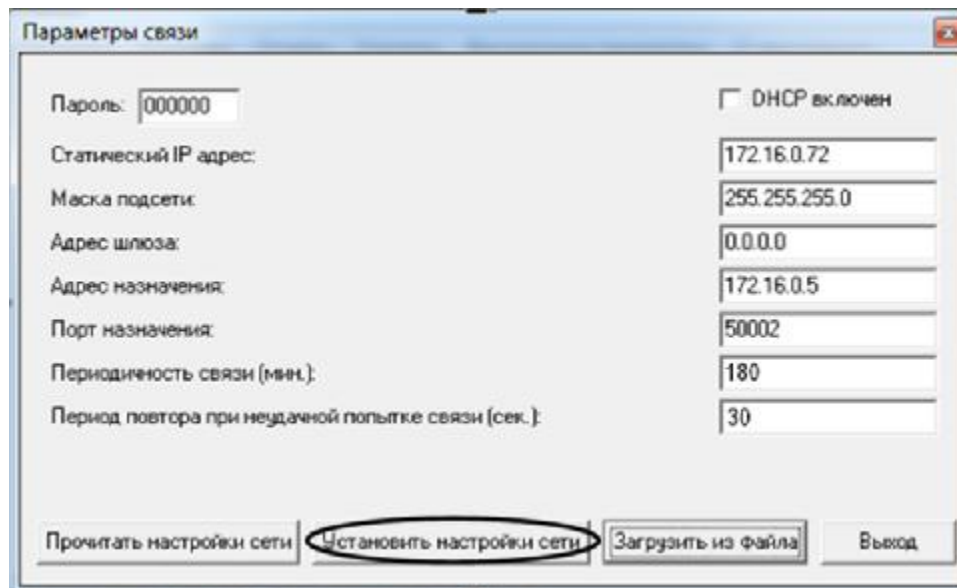 Параметры связи
Пароль: 000000
DHCP включен
Статический IP адрес: 172.16.0.72
Маска подсети: 255.255.255.0
Адрес шлюза: 0.0.0.0
Адрес назначения: 172.16.0.5
Порт назначения: 50002
Периодичность связи (мин.): 180
Период повтора при неудачной попытке связи (сек.): 30
Прочитать настройки сети Установить настройки сети Загрузить из файла Выход